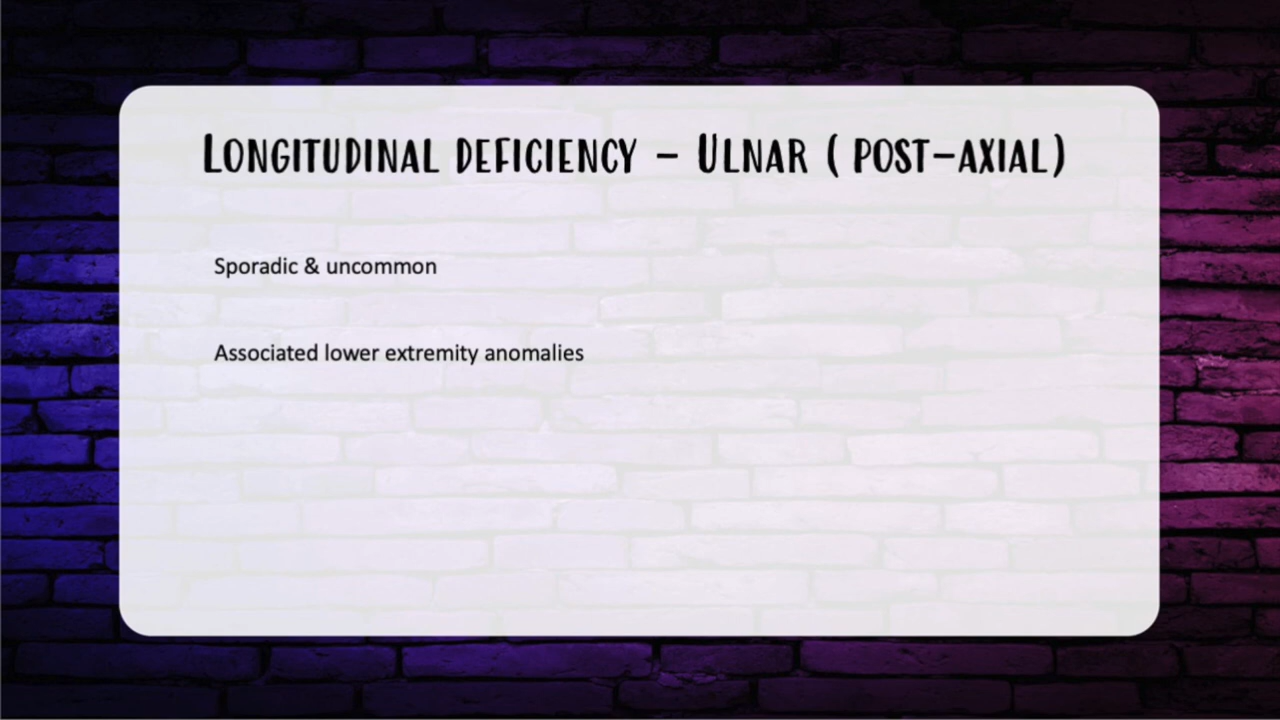 Longitudinal deficiency – Ulnar ( post-axial)
Sporadic & uncommon
Associated lower extremity anomalies